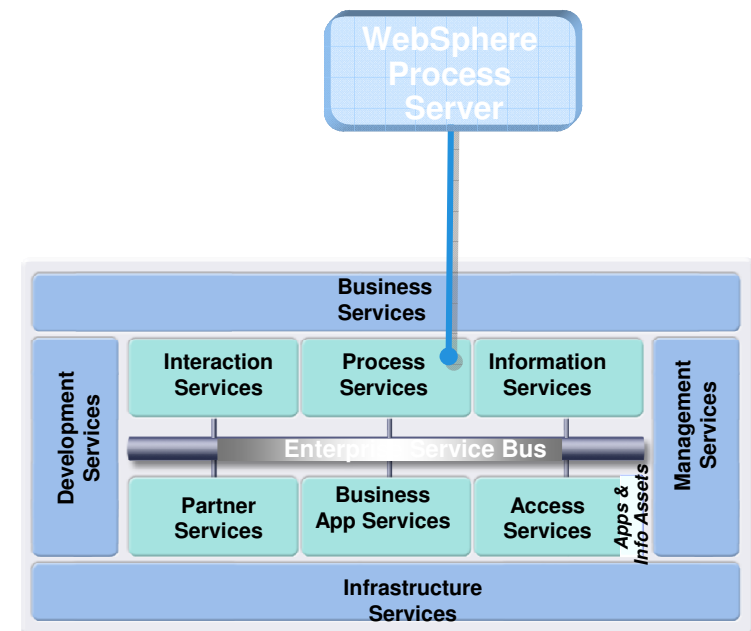 WebSphere
Process
Server
Business
Services
Development
Services
Interaction
Services
Process
Services
Information
Services
Management
Services
Enterprise Service Bus
Partner
Services
Business
App Services
Access
Services
Apps &
Info Assets
Infrastructure
Services